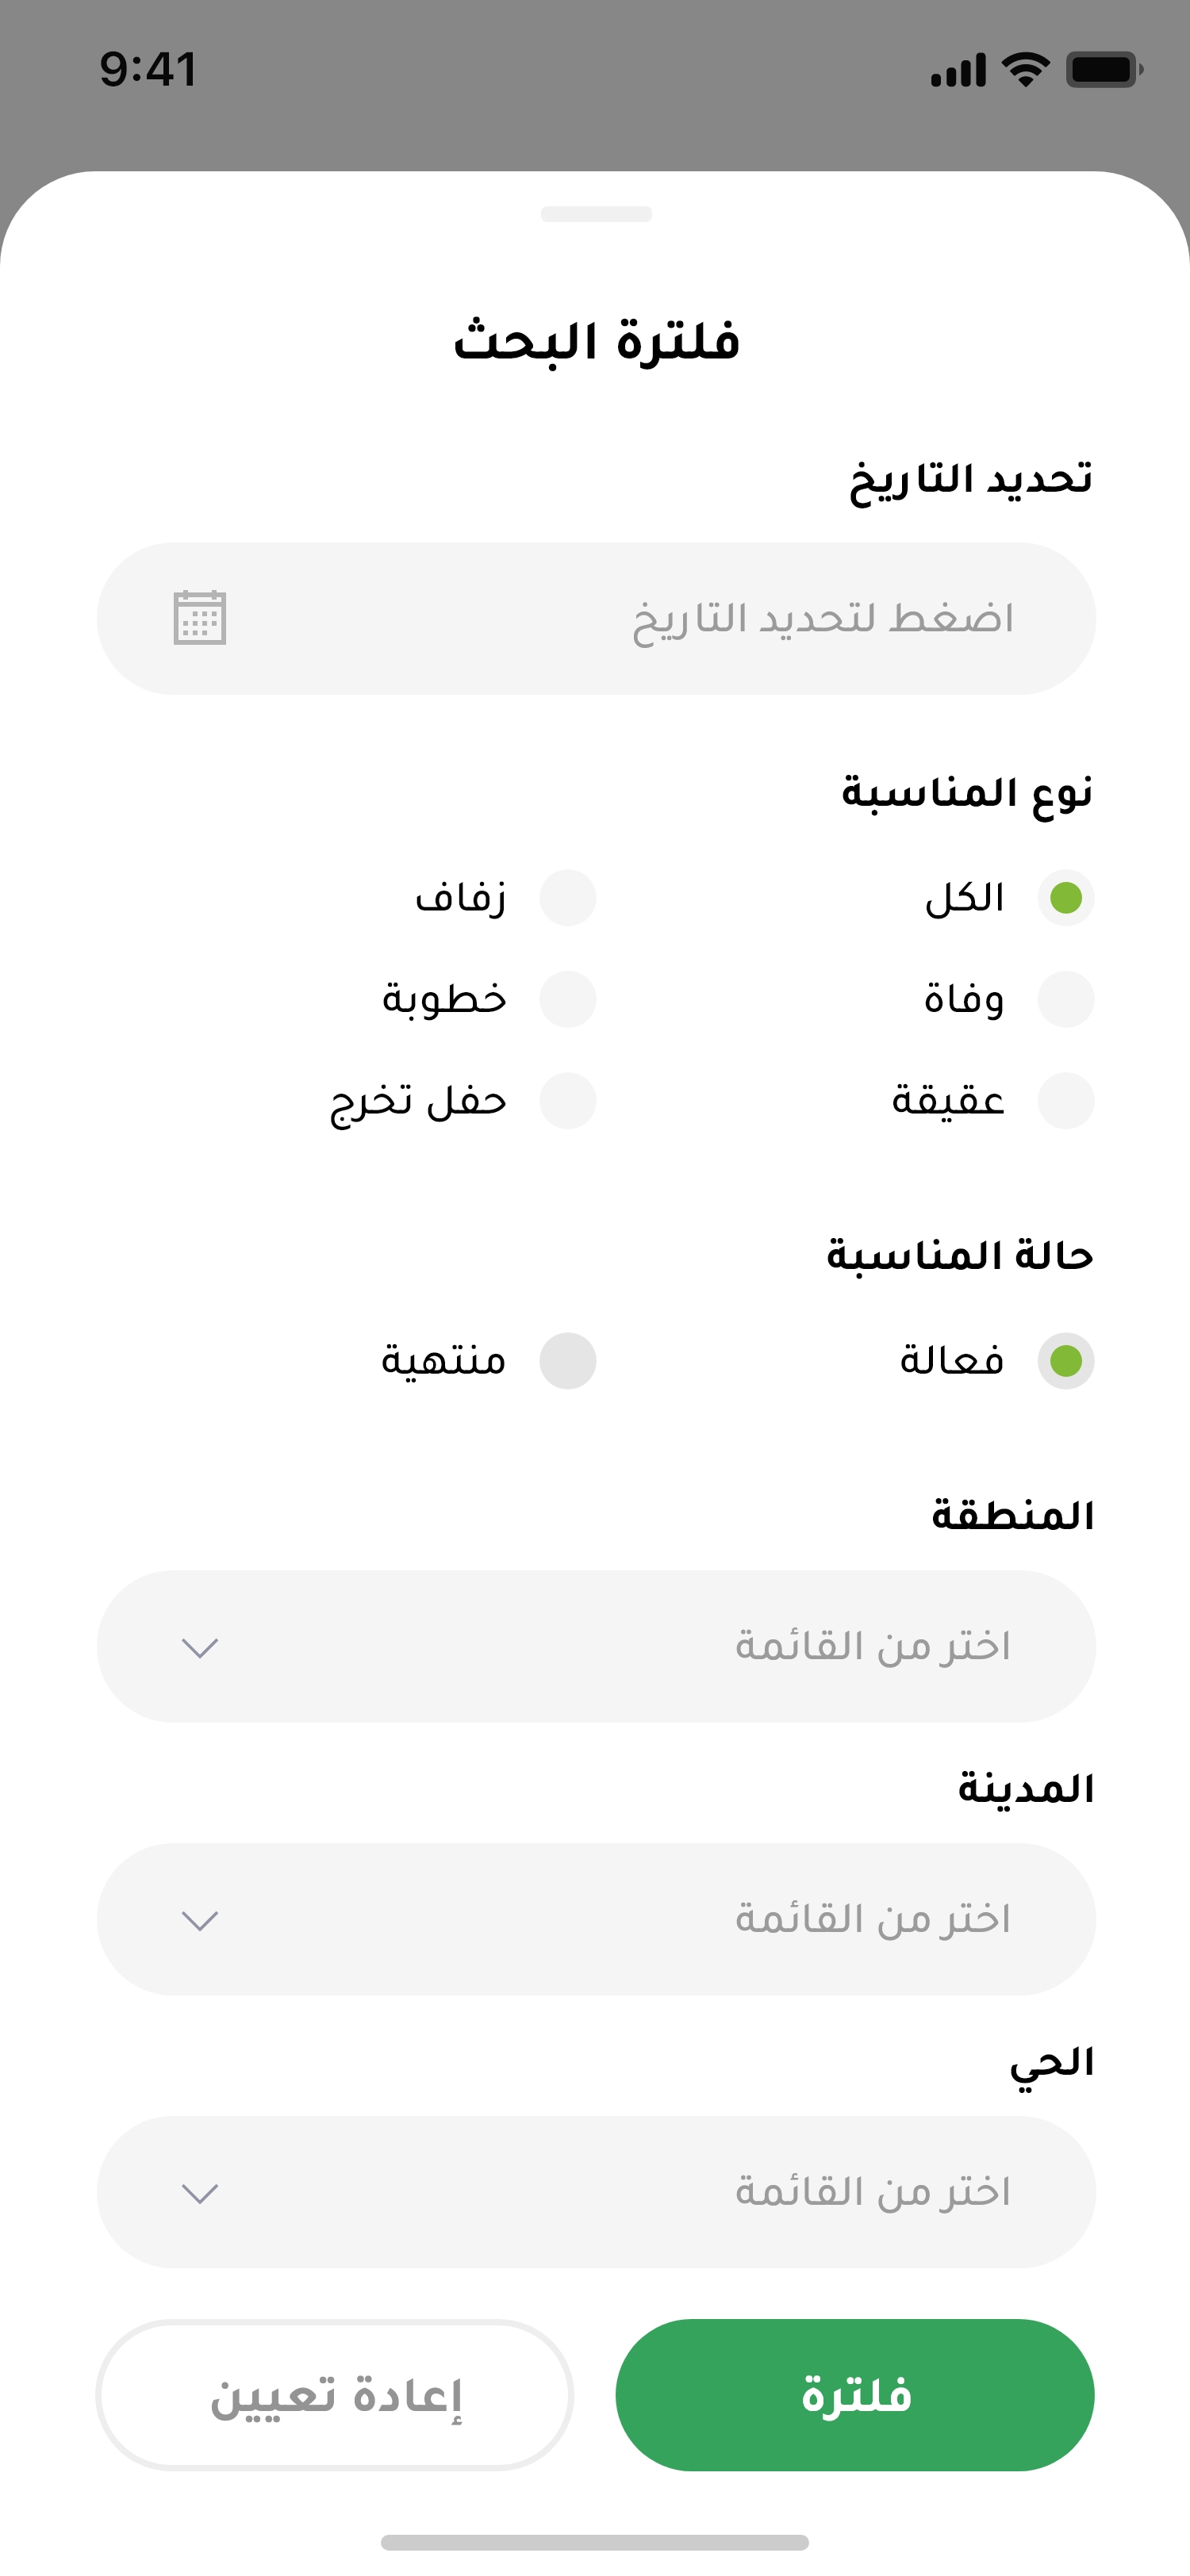 9:41
فلترة البحث
تحديد التاريخ
اضغط لتحديد التاريخ
نوع المناسبة
الكل
زفاف
وفاة
خطوبة
عقيقة
حفل تخرج
حالة المناسبة
فعالة
منتهية
المنطقة
اختر من القائمة
المدينة
اختر من القائمة
الحي
اختر من القائمة
فلترة
إعادة تعيين